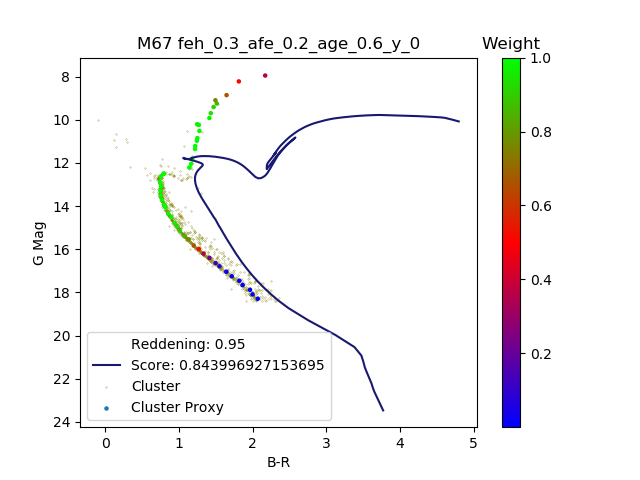 M67 feh_0.3_afe_0.2_age_0.6_y_0
Weight
8
10
12
14
16
18
20
22
24
G Mag
0
1
2
3
4
5
B-R
Reddening: 0.95
Score: 0.843996927153695
Cluster
Cluster Proxy
1.0
0.8
0.6
0.4
0.2